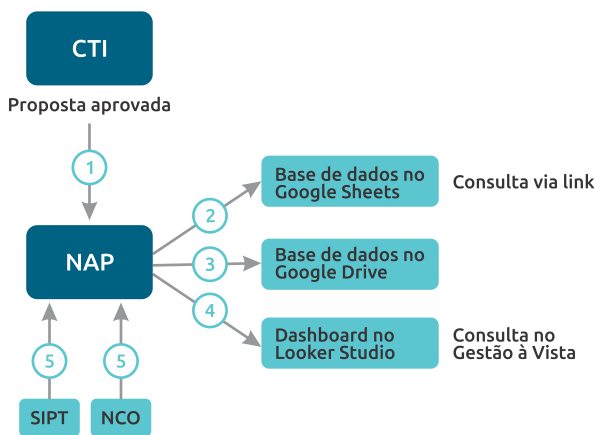 CTI
Proposta aprovada
1
NAP
2
Base de dados no
Google Sheets
Consulta via link
3
Base de dados no
Google Drive
4
Dashboard no
Looker Studio
Consulta no
Gestão à Vista
5
5
SIPT
NCO